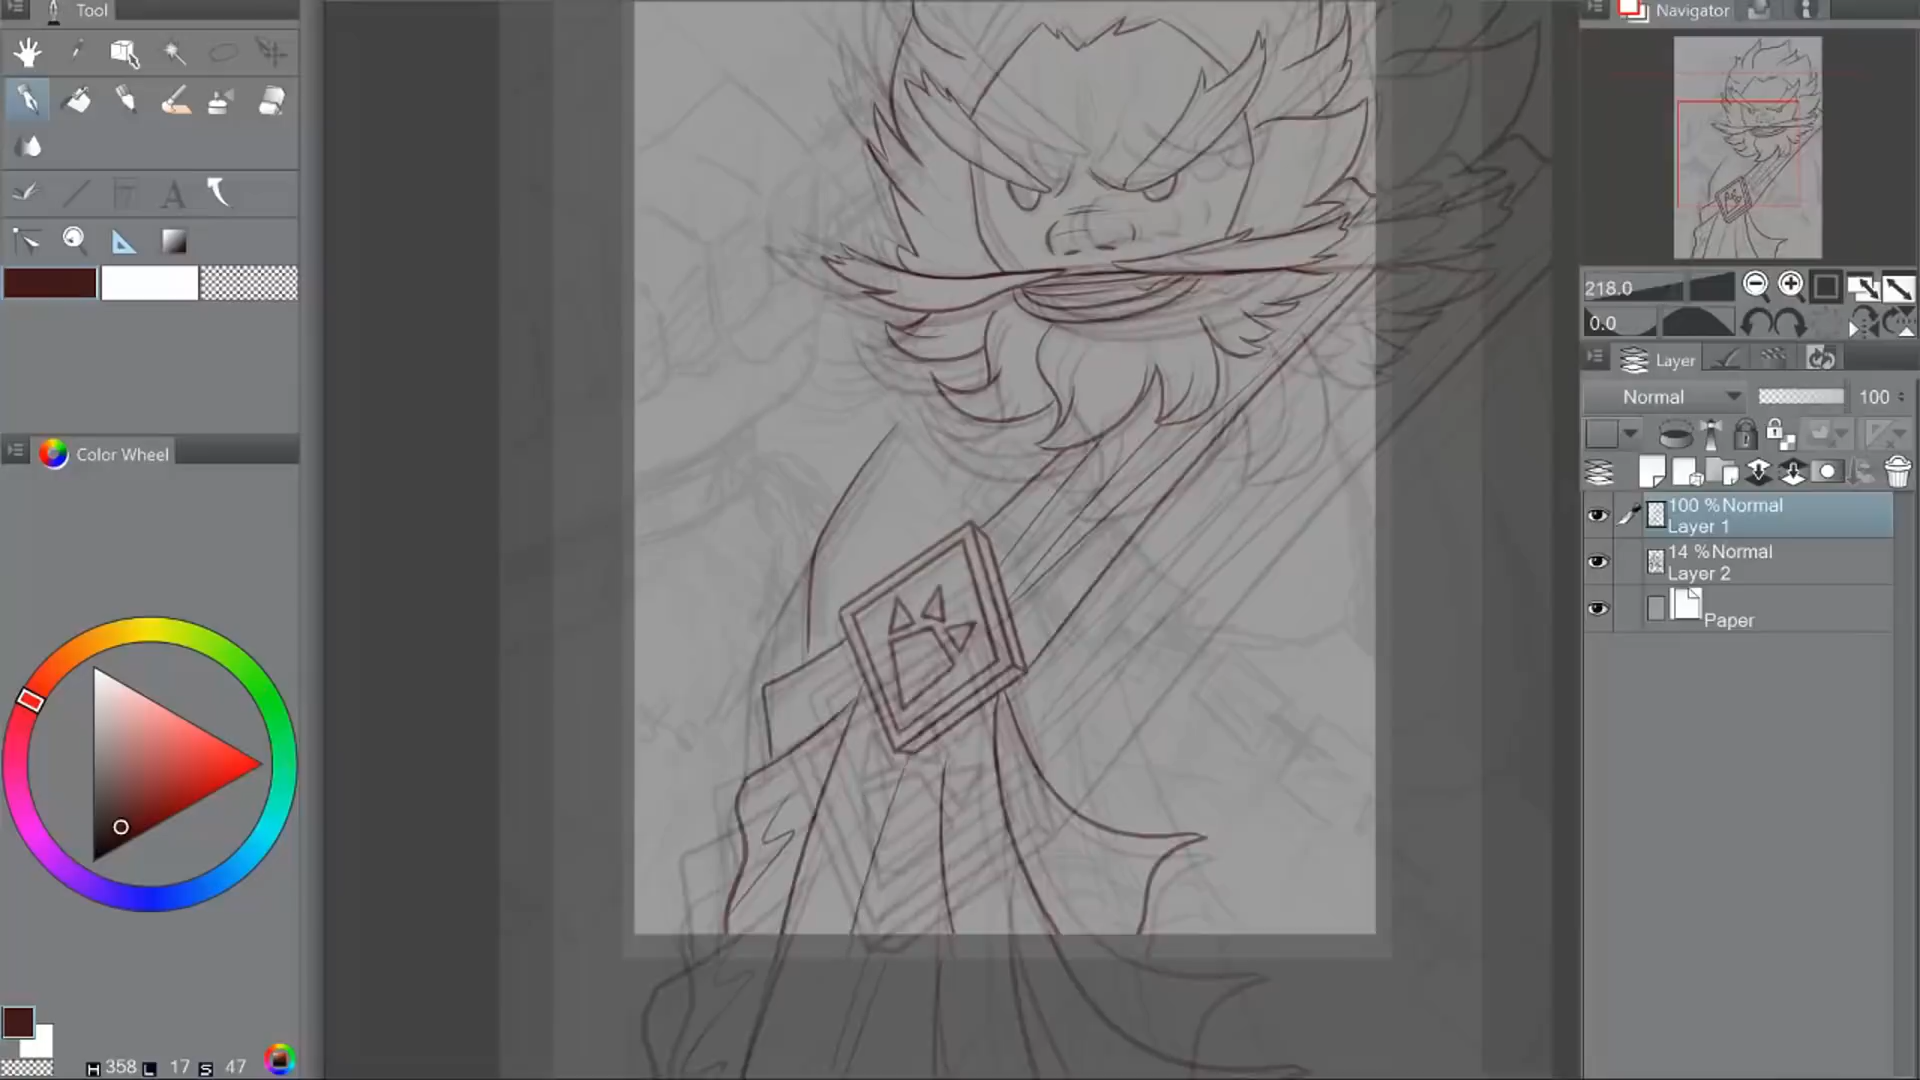 Tool
Navigator
218.0
0.0
Layer
Normal 100
100 %Normal
Layer 1
14 %Normal
Layer 2
Paper
Color Wheel
H 358 L 17 S 47